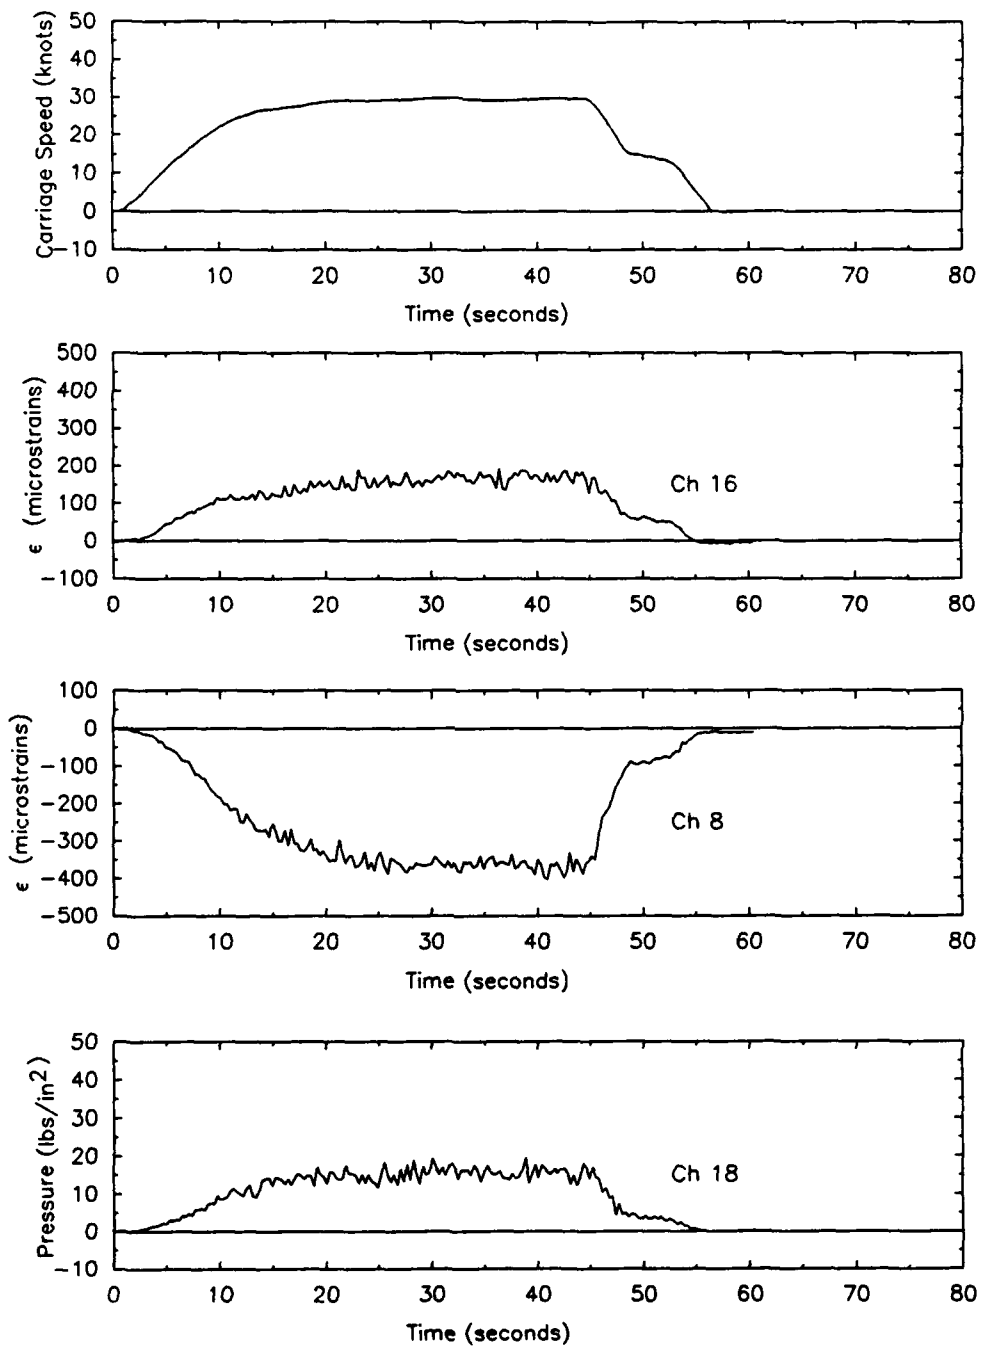 Carriage Speed (knots)
50
40
30
20
10
0
−10
0 10 20 30 40 50 60 70 80
Time (seconds)
ϵ (microstrains)
500
400
300
200
100
0
−100
Ch 16
0 10 20 30 40 50 60 70 80
Time (seconds)
ϵ (microstrains)
100
0
−100
−200
−300
−400
−500
Ch 8
0 10 20 30 40 50 60 70 80
Time (seconds)
Pressure (lbs/in²)
50
40
30
20
10
0
−10
Ch 18
0 10 20 30 40 50 60 70 80
Time (seconds)